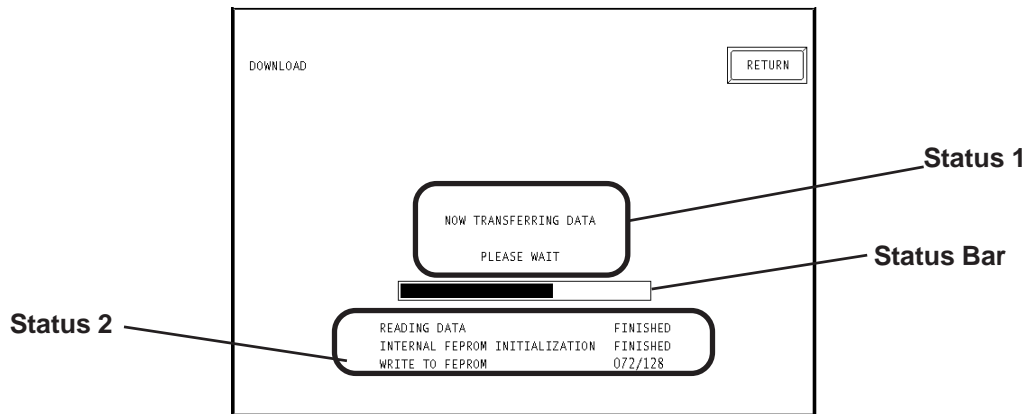 DOWNLOAD
RETURN
Status 1
NOW TRANSFERRING DATA
PLEASE WAIT
Status Bar
Status 2
READING DATA FINISHED
INTERNAL FEPROM INITIALIZATION FINISHED
WRITE TO FEPROM 072/128